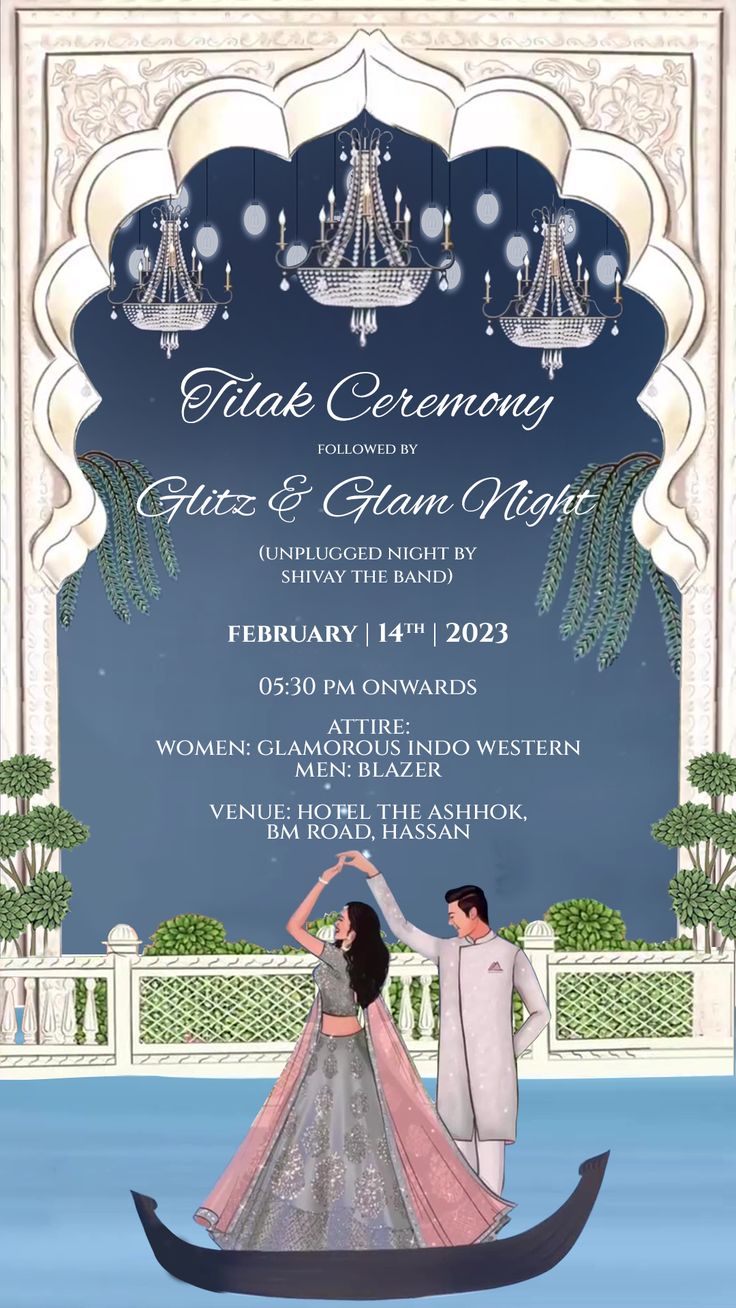 Tilak Ceremony
FOLLOWED BY
Glitz & Glam Night
(UNPLUGGED NIGHT BY
SHIVAY THE BAND)
FEBRUARY | 14TH | 2023
05:30 PM ONWARDS
ATTIRE:
WOMEN: GLAMOROUS INDO WESTERN
MEN: BLAZER
VENUE: HOTEL THE ASHHOK,
BM ROAD, HASSAN